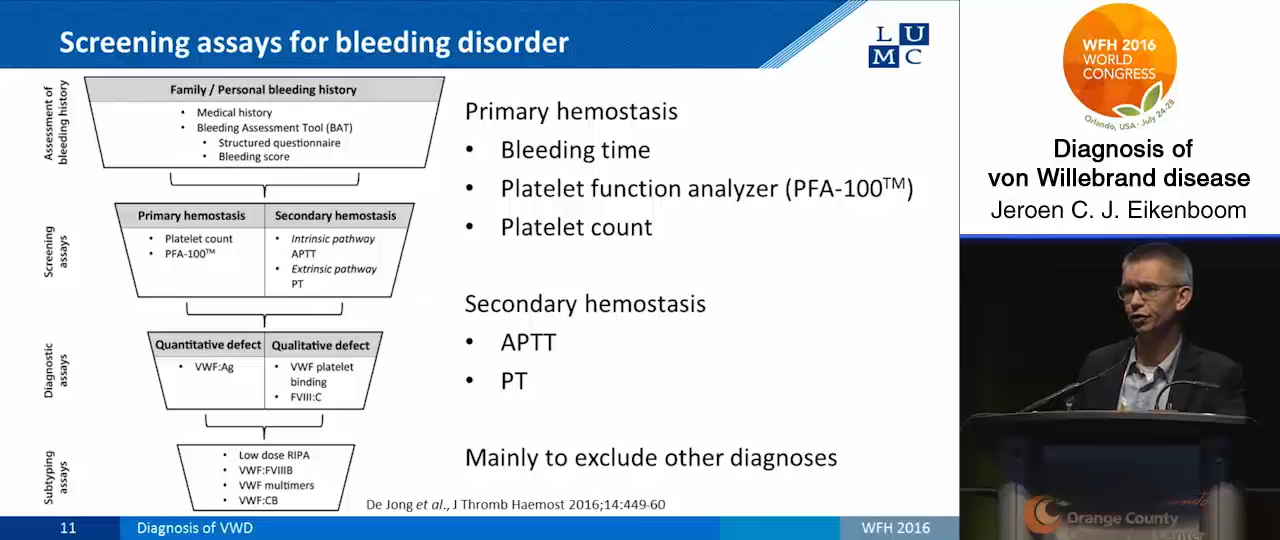 Screening assays for bleeding disorder
L U
M C
Assessment of
bleeding history
Family / Personal bleeding history
• Medical history
• Bleeding Assessment Tool (BAT)
• Structured questionnaire
• Bleeding score
Screening
assays
Primary hemostasis
• Platelet count
• PFA-100TM
Secondary hemostasis
• Intrinsic pathway
APTT
• Extrinsic pathway
PT
Diagnostic
assays
Quantitative defect
• VWF:Ag
Qualitative defect
• VWF platelet
binding
• FVIII:C
Subtyping
assays
• Low dose RIPA
• VWF:FVIIIB
• VWF multimers
• VWF:CB
Primary hemostasis
• Bleeding time
• Platelet function analyzer (PFA-100TM)
• Platelet count
Secondary hemostasis
• APTT
• PT
Mainly to exclude other diagnoses
De Jong et al., J Thromb Haemost 2016;14:449-60
11
Diagnosis of VWD
WFH 2016
WFH 2016
WORLD
CONGRESS
Orlando, USA • July 24-28
Diagnosis of
von Willebrand disease
Jeroen C. J. Eikenboom
Orange County
Center